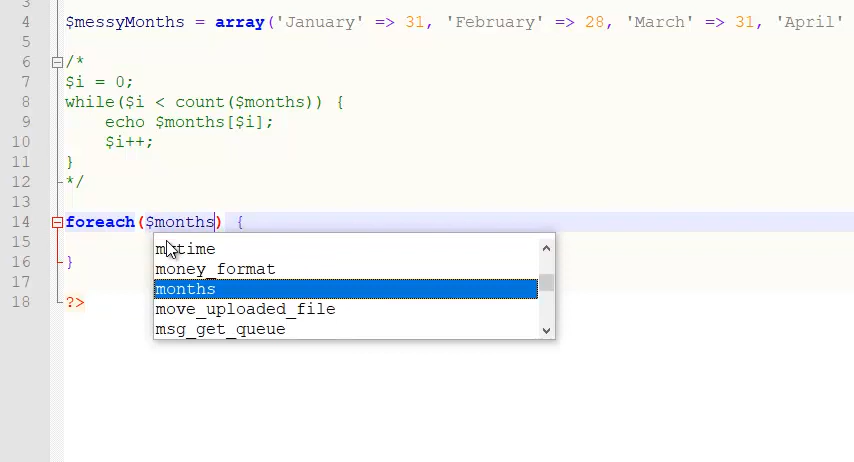 3
4 $messyMonths = array('January' => 31, 'February' => 28, 'March' => 31, 'April'
5
6 /*
7 $i = 0;
8 while($i < count($months)) {
9 echo $months[$i];
10 $i++;
11 }
12 */
13
14 foreach($months) {
15
16 }
17
18 ?>
mktime
money_format
months
move_uploaded_file
msg_get_queue